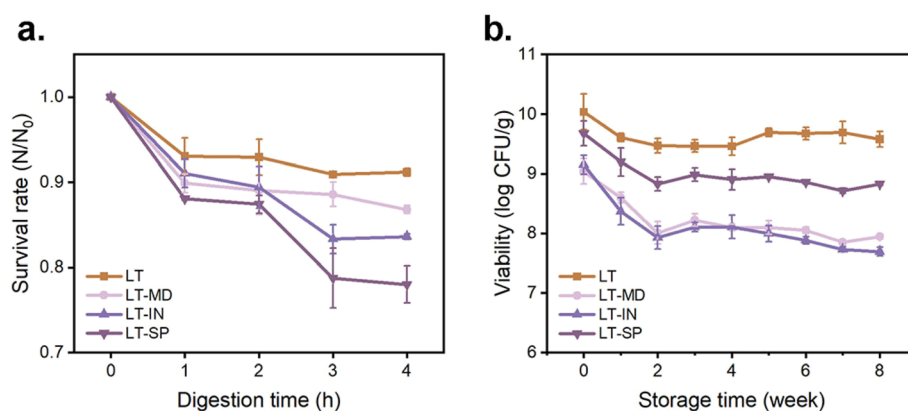 a.
Survival rate (N/N₀)
1.0
0.9
0.8
0.7
LT
LT-MD
LT-IN
LT-SP
0 1 2 3 4
Digestion time (h)
b.
Viability (log CFU/g)
11
10
9
8
7
6
LT
LT-MD
LT-IN
LT-SP
0 2 4 6 8
Storage time (week)